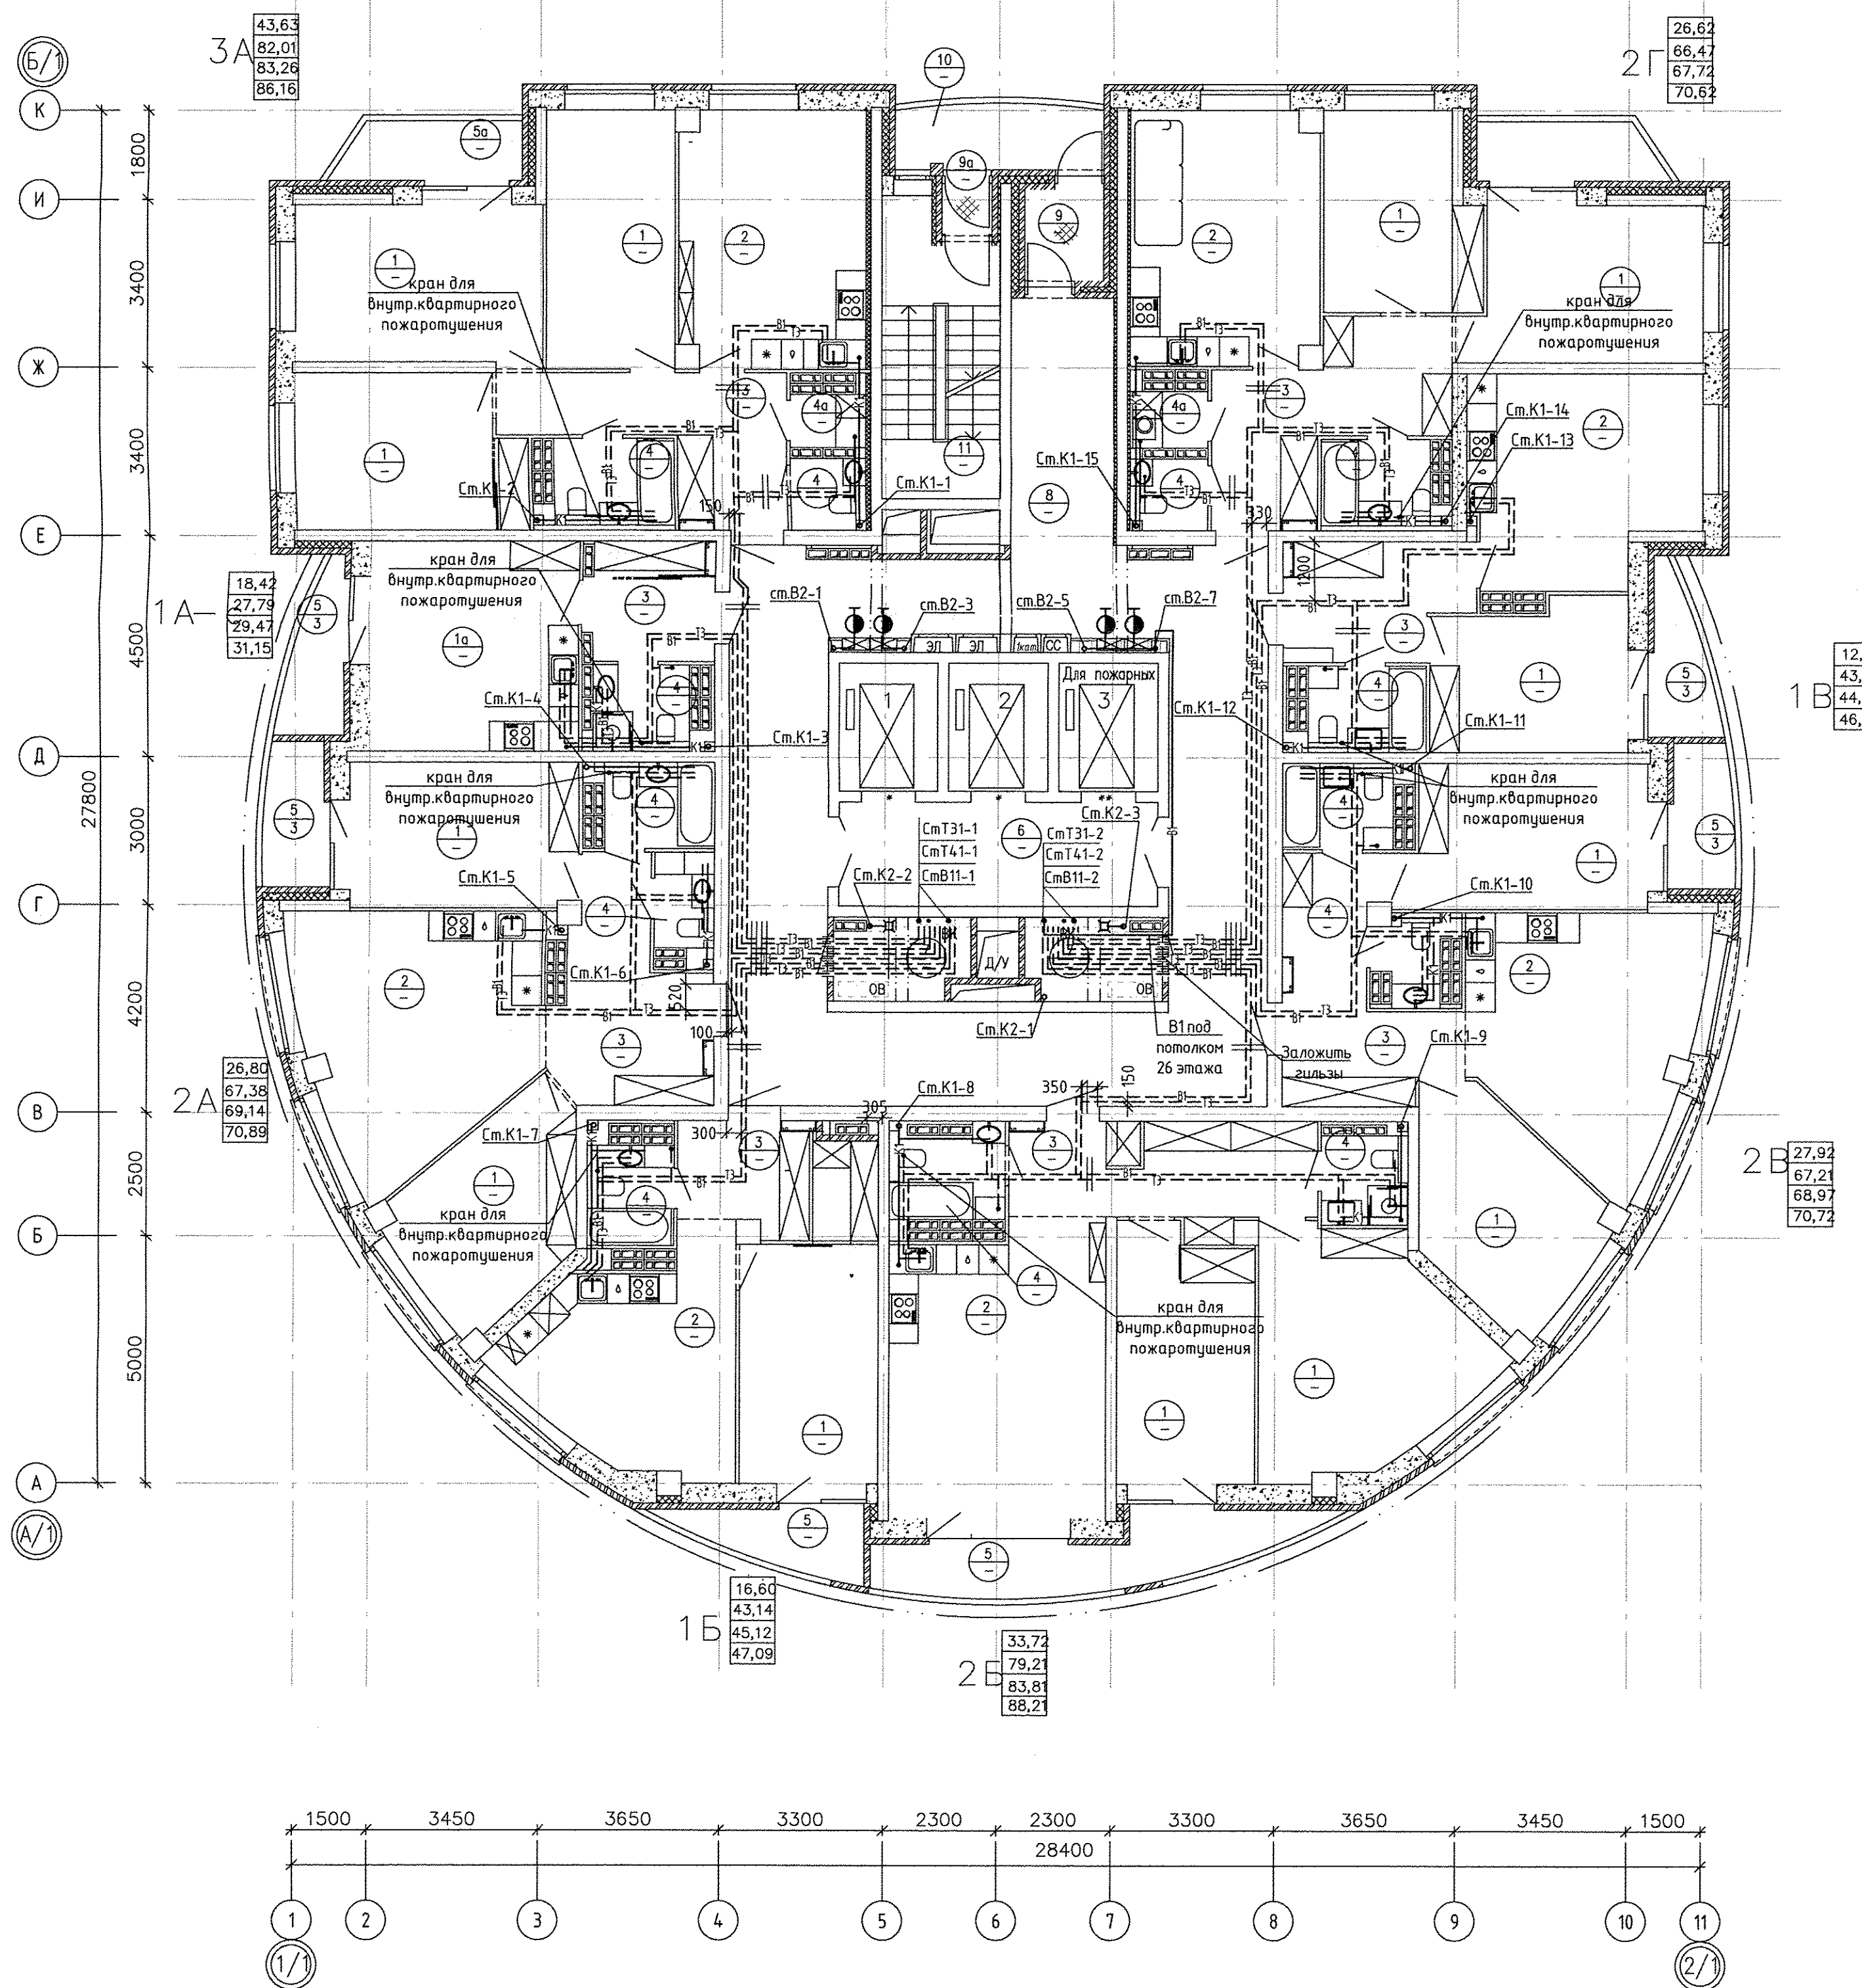 3А
43,63
82,01
83,26
86,16
2Г
26,62
66,47
67,72
70,62
Б/1
К
И
Ж
Е
Д
Г
В
Б
А
А/1
1800
3400
3400
4500
3000
4200
2500
5000
27800
10
5а
9а
9
1
1
2
2
1
1
кран для
внутр.квартирного
пожаротушения
кран для
внутр.квартирного
пожаротушения
В1
Т3
В1
Т3
3
4а
4а
3
1
4
4
11
4
4
2
Ст.К1-14
Ст.К1-13
Ст.К1-15
Ст.К1-1
150
8
330
1А
18,42
27,79
29,47
31,15
кран для
внутр.квартирного
пожаротушения
5
3
3
1а
1200
ст.В2-1
ст.В2-3
ст.В2-5
ст.В2-7
ЭЛ
ЭЛ
СС
3
1
5
3
1В
Для пожарных
1
2
3
4
4
Ст.К1-4
Ст.К1-3
Ст.К1-12
Ст.К1-11
кран для
внутр.квартирного
пожаротушения
кран для
внутр.квартирного
пожаротушения
5
3
1
4
4
1
5
3
6
СтТ31-1
СтТ41-1
СтВ11-1
СтТ31-2
СтТ41-2
СтВ11-2
Ст.К2-3
Ст.К2-2
Ст.К1-5
4
4
Ст.К1-10
Ст.К1-6
2
2
Д/У
ОВ
ОВ
520
100
Ст.К2-1
В1 под
потолком
26 этажа
Заложить
гильзы
Ст.К1-9
3
3
2А
26,80
67,38
69,14
70,89
Ст.К1-8
350
150
305
300
Ст.К1-7
3
3
4
2В
27,92
67,21
68,97
70,72
1
4
кран для
внутр.квартирного
пожаротушения
1
4
2
2
кран для
внутр.квартирного
пожаротушения
1
1
1
5
5
1Б
16,60
43,14
45,12
47,09
2Б
33,72
79,21
83,81
88,21
1500 3450 3650 3300 2300 2300 3300 3650 3450 1500
28400
1 2 3 4 5 6 7 8 9 10 11
1/1 2/1